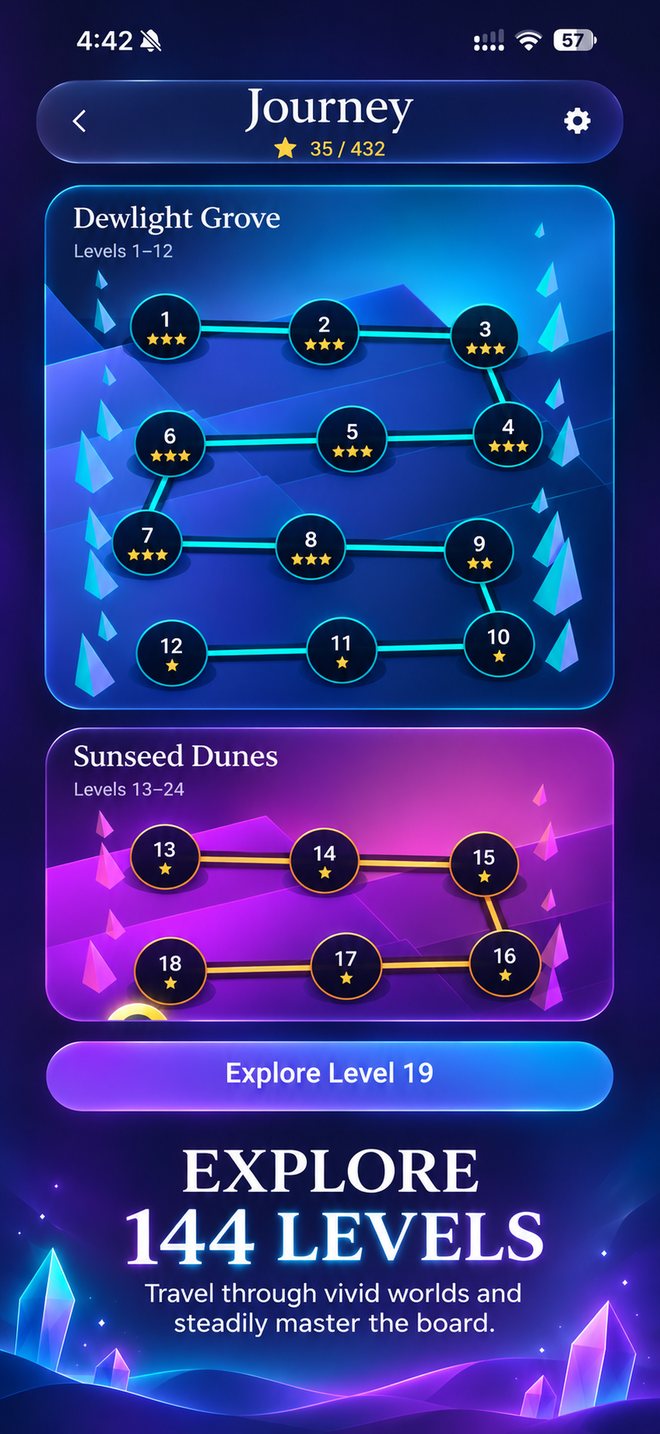 4:42
57
Journey
35 / 432
Dewlight Grove
Levels 1–12
1
2
3
6
5
4
7
8
9
12
11
10
Sunseed Dunes
Levels 13–24
13
14
15
18
17
16
Explore Level 19
EXPLORE
144 LEVELS
Travel through vivid worlds and
steadily master the board.